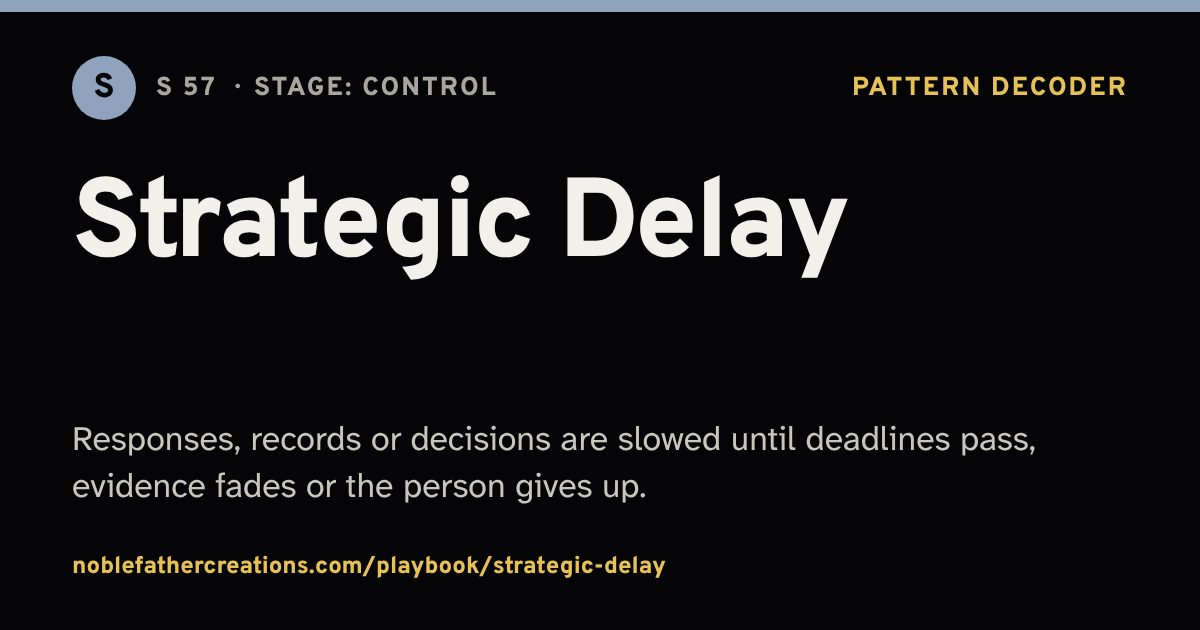 S
S 57 · STAGE: CONTROL
PATTERN DECODER
Strategic Delay
Responses, records or decisions are slowed until deadlines pass,
evidence fades or the person gives up.
noblefathercreations.com/playbook/strategic-delay